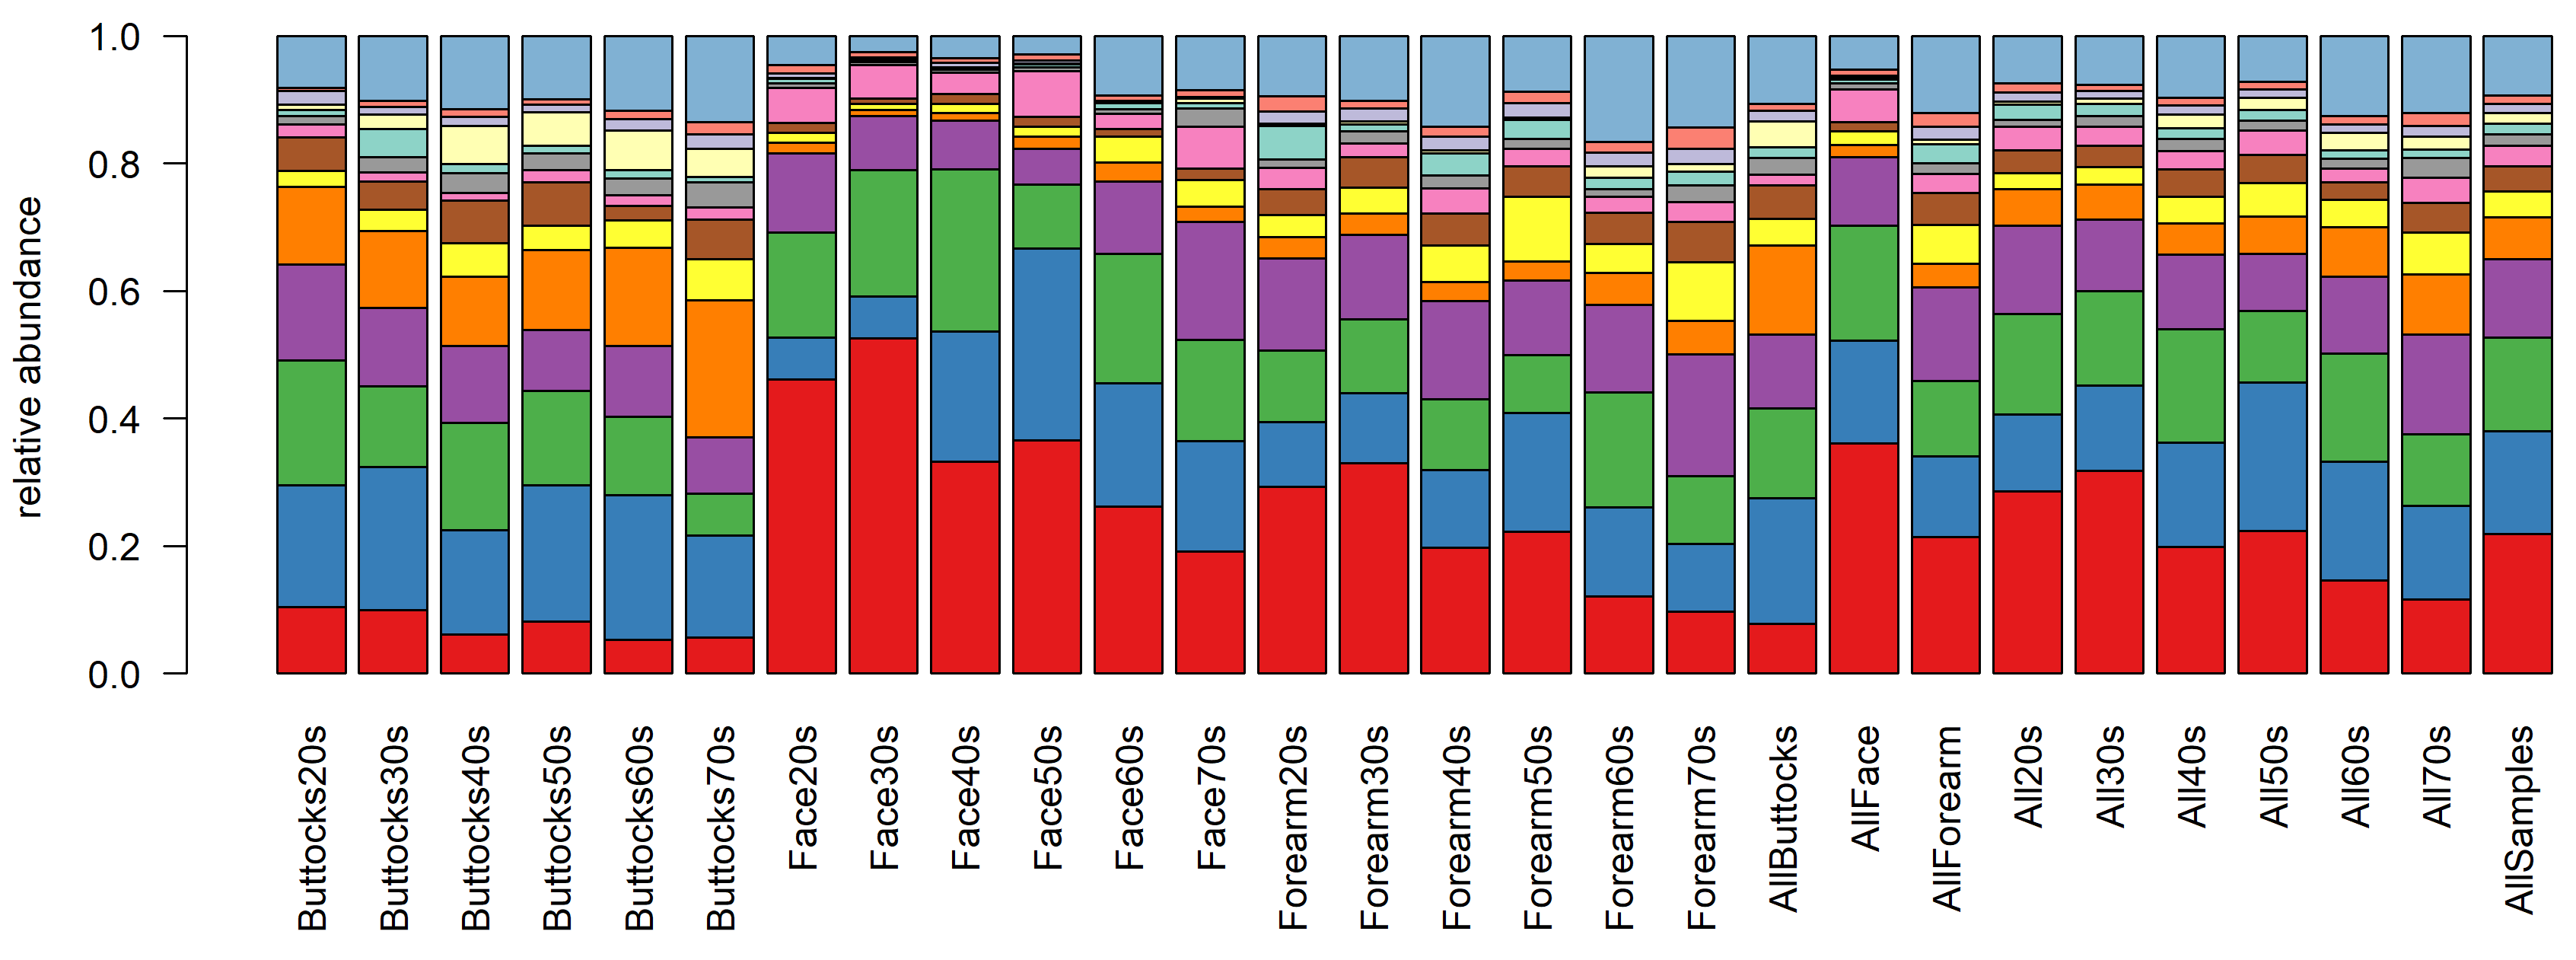 relative abundance
1.0
0.8
0.6
0.4
0.2
0.0
Buttocks20s
Buttocks30s
Buttocks40s
Buttocks50s
Buttocks60s
Buttocks70s
Face20s
Face30s
Face40s
Face50s
Face60s
Face70s
Forearm20s
Forearm30s
Forearm40s
Forearm50s
Forearm60s
Forearm70s
AllButtocks
AllFace
AllForearm
All20s
All30s
All40s
All50s
All60s
All70s
AllSamples